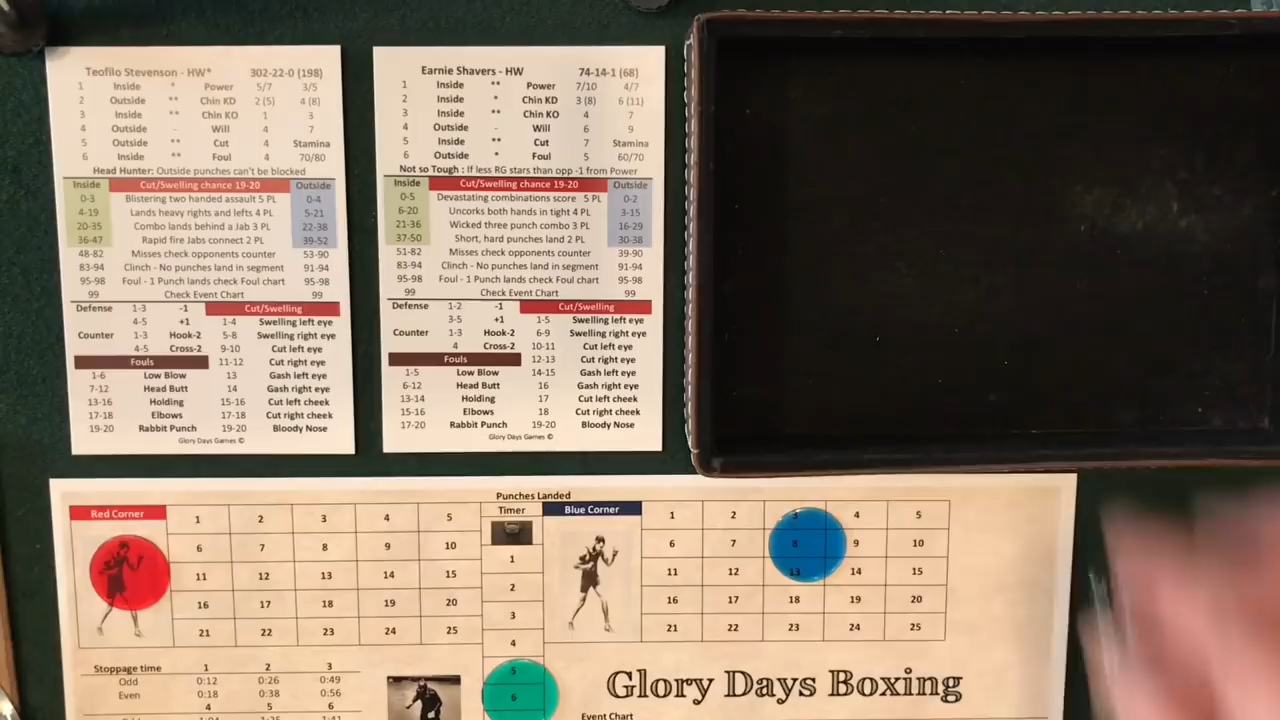 Teofilo Stevenson - HW* 302-22-0 (198)
1 Inside * Power 5/7 3/5
2 Outside ** Chin KD 2 (5) 4 (8)
3 Inside ** Chin KO 1 3
4 Outside - Will 4 7
5 Outside ** Cut 4 Stamina
6 Inside ** Foul 4 70/80
Head Hunter: Outside punches can't be blocked
Inside Cut/Swelling chance 19-20 Outside
0-3 Blistering two handed assault 5 PL 0-4
4-19 Lands heavy rights and lefts 4 PL 5-21
20-35 Combo lands behind a Jab 3 PL 22-38
36-47 Rapid fire Jabs connect 2 PL 39-52
48-82 Misses check opponents counter 53-90
83-94 Clinch - No punches land in segment 91-94
95-98 Foul - 1 Punch lands check Foul chart 95-98
99 Check Event Chart 99
Defense 1-3 -1 Cut/Swelling
4-5 +1 1-4 Swelling left eye
Counter 1-3 Hook-2 5-8 Swelling right eye
4-5 Cross-2 9-10 Cut left eye
Fouls 11-12 Cut right eye
1-6 Low Blow 13 Gash left eye
7-12 Head Butt 14 Gash right eye
13-16 Holding 15-16 Cut left cheek
17-18 Elbows 17-18 Cut right cheek
19-20 Rabbit Punch 19-20 Bloody Nose
Glory Days Games ©
Earnie Shavers - HW 74-14-1 (68)
1 Inside ** Power 7/10 4/7
2 Inside * Chin KD 3 (8) 6 (11)
3 Inside ** Chin KO 4 7
4 Outside - Will 6 9
5 Inside ** Cut 7 Stamina
6 Outside * Foul 5 60/70
Not so Tough : If less RG stars than opp -1 from Power
Inside Cut/Swelling chance 19-20 Outside
0-5 Devastating combinations score 5 PL 0-2
6-20 Uncorks both hands in tight 4 PL 3-15
21-36 Wicked three punch combo 3 PL 16-29
37-50 Short, hard punches land 2 PL 30-38
51-82 Misses check opponents counter 39-90
83-94 Clinch - No punches land in segment 91-94
95-98 Foul - 1 Punch lands check Foul chart 95-98
99 Check Event Chart 99
Defense 1-2 -1 Cut/Swelling
3-5 +1 1-5 Swelling left eye
Counter 1-3 Hook-2 6-9 Swelling right eye
4 Cross-2 10-11 Cut left eye
Fouls 12-13 Cut right eye
1-5 Low Blow 14-15 Gash left eye
6-12 Head Butt 16 Gash right eye
13-14 Holding 17 Cut left cheek
15-16 Elbows 18 Cut right cheek
17-20 Rabbit Punch 19-20 Bloody Nose
Glory Days Games ©
Punches Landed
Red Corner 1 2 3 4 5 Timer Blue Corner 1 2 3 4 5
6 7 8 9 10 1 6 7 8 9 10
11 12 13 14 15 2 11 12 13 14 15
16 17 18 19 20 3 16 17 18 19 20
21 22 23 24 25 4 21 22 23 24 25
5
6
Stoppage time 1 2 3
Odd 0:12 0:26 0:49
Even 0:18 0:38 0:56
4 5 6
Glory Days Boxing
Event Chart